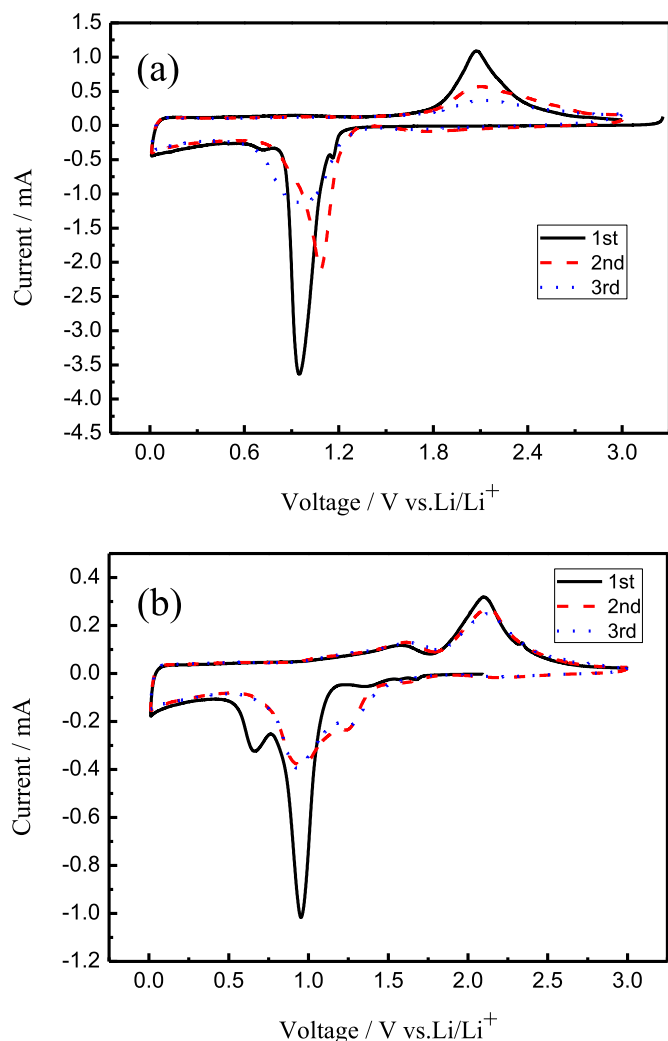 (a)
1.5
1.0
0.5
0.0
-0.5
-1.0
-1.5
-2.0
-2.5
-3.0
-3.5
-4.0
-4.5
Current / mA
1st
2nd
3rd
0.0 0.6 1.2 1.8 2.4 3.0
Voltage / V vs.Li/Li⁺
(b)
0.4
0.2
0.0
-0.2
-0.4
-0.6
-0.8
-1.0
-1.2
Current / mA
1st
2nd
3rd
0.0 0.5 1.0 1.5 2.0 2.5 3.0
Voltage / V vs.Li/Li⁺